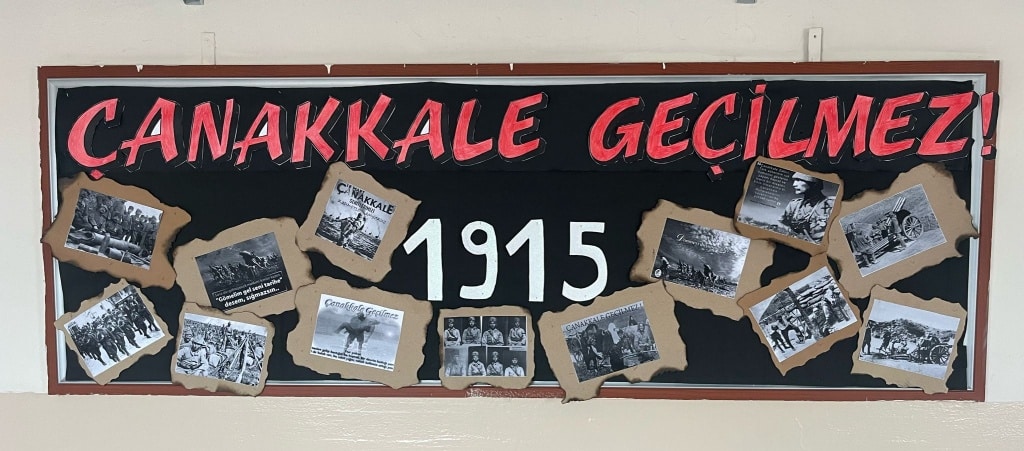 ÇANAKKALE GEÇİLMEZ!
1915
ÇANAKKALE
"Gömelim gel seni tarihe
desem, sığmazsın...
Çanakkale Geçilmez
ÇANAKKALE GEÇİLMEZ!